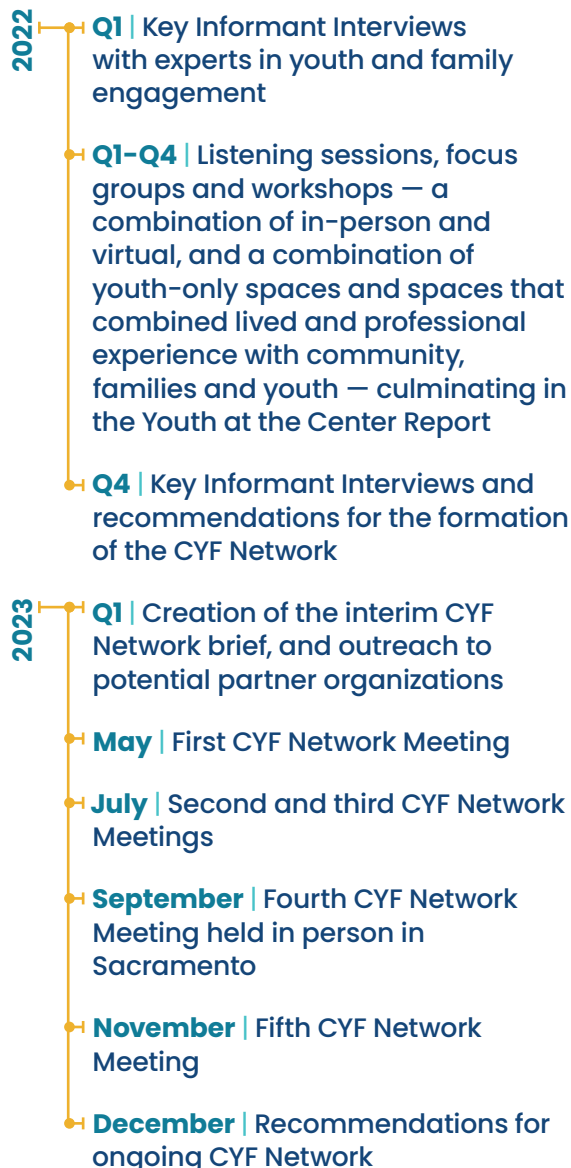 2022
Q1 | Key Informant Interviews
with experts in youth and family
engagement
Q1–Q4 | Listening sessions, focus
groups and workshops — a
combination of in-person and
virtual, and a combination of
youth-only spaces and spaces that
combined lived and professional
experience with community,
families and youth — culminating in
the Youth at the Center Report
Q4 | Key Informant Interviews and
recommendations for the formation
of the CYF Network
2023
Q1 | Creation of the interim CYF
Network brief, and outreach to
potential partner organizations
May | First CYF Network Meeting
July | Second and third CYF Network
Meetings
September | Fourth CYF Network
Meeting held in person in
Sacramento
November | Fifth CYF Network
Meeting
December | Recommendations for
ongoing CYF Network